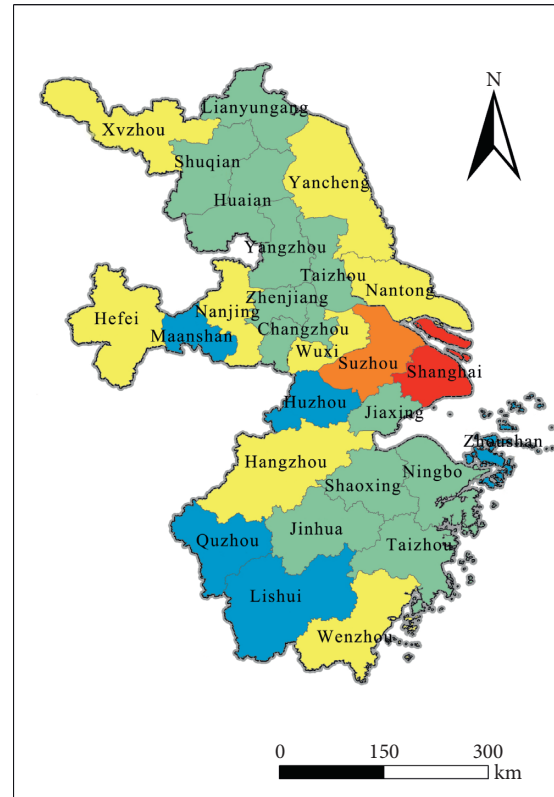 N
Lianyungang
Xvzhou
Shuqian
Yancheng
Huaian
Yangzhou
Taizhou
Nantong
Zhenjiang
Nanjing
Hefei
Changzhou
Maanshan
Wuxi
Suzhou
Shanghai
Huzhou
Jiaxing
Zhoushan
Hangzhou
Ningbo
Shaoxing
Jinhua
Quzhou
Taizhou
Lishui
Wenzhou
0 150 300
km